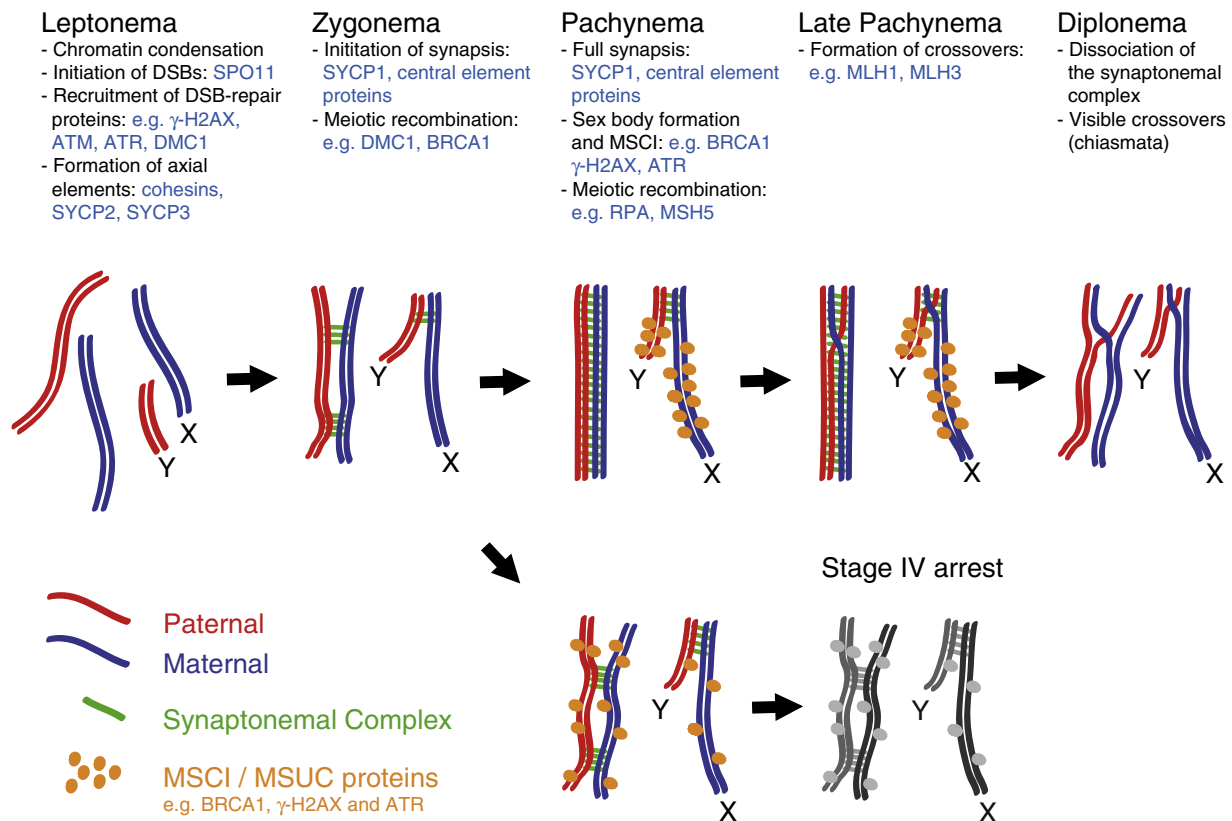 Leptonema
- Chromatin condensation
- Initiation of DSBs: SPO11
- Recruitment of DSB-repair
proteins: e.g. γ-H2AX,
ATM, ATR, DMC1
- Formation of axial
elements: cohesins,
SYCP2, SYCP3
Zygonema
- Inititation of synapsis:
SYCP1, central element
proteins
- Meiotic recombination:
e.g. DMC1, BRCA1
Pachynema
- Full synapsis:
SYCP1, central element
proteins
- Sex body formation
and MSCI: e.g. BRCA1
γ-H2AX, ATR
- Meiotic recombination:
e.g. RPA, MSH5
Late Pachynema
- Formation of crossovers:
e.g. MLH1, MLH3
Diplonema
- Dissociation of
the synaptonemal
complex
- Visible crossovers
(chiasmata)
X
Y
Y
X
Y
X
Y
X
Y
X
Stage IV arrest
Paternal
Maternal
Synaptonemal Complex
MSCI / MSUC proteins
e.g. BRCA1, γ-H2AX and ATR
Y
X
Y
X